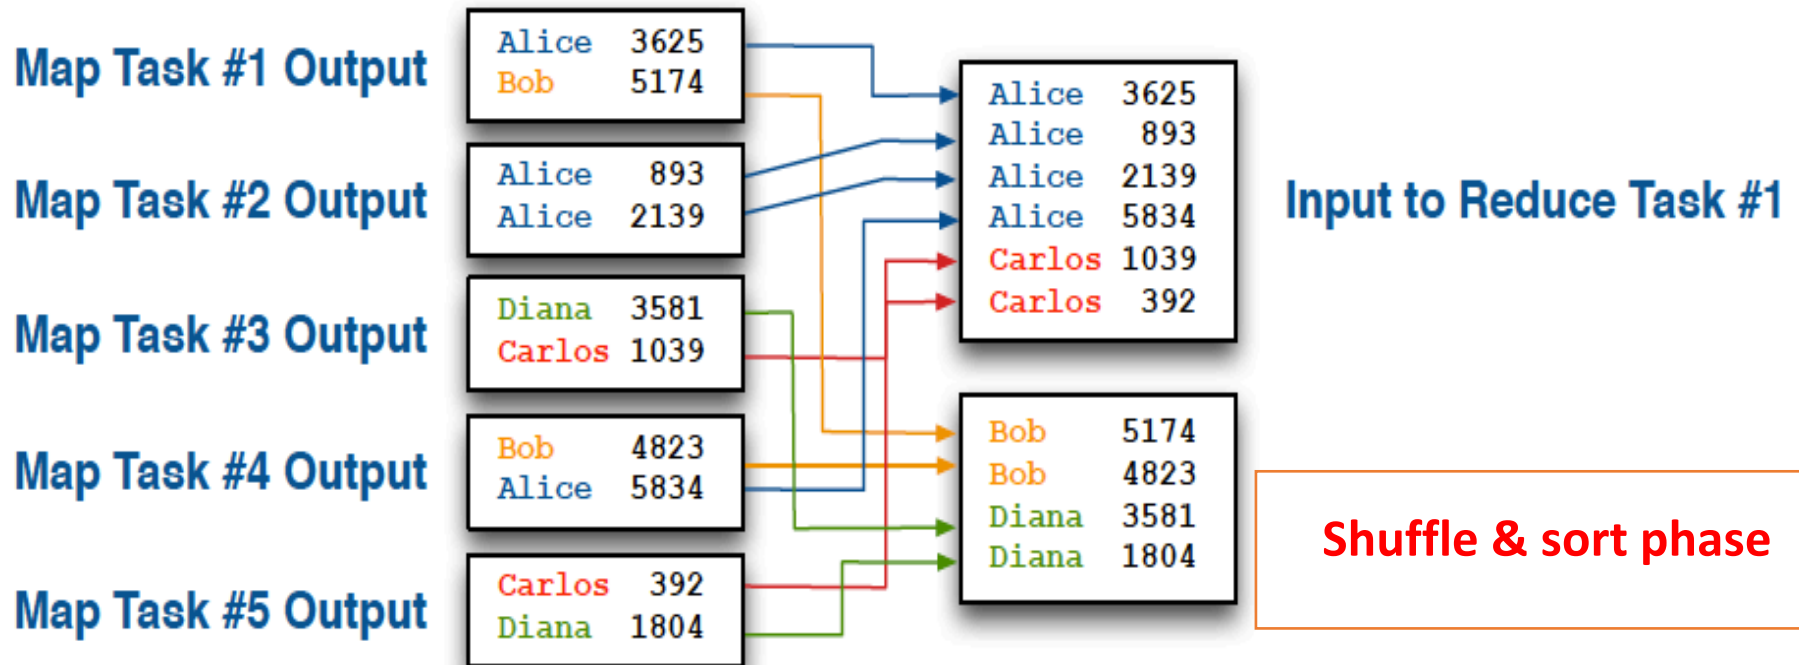 Map Task #1 Output
Alice 3625
Bob 5174
Map Task #2 Output
Alice 893
Alice 2139
Map Task #3 Output
Diana 3581
Carlos 1039
Map Task #4 Output
Bob 4823
Alice 5834
Map Task #5 Output
Carlos 392
Diana 1804
Alice 3625
Alice 893
Alice 2139
Alice 5834
Carlos 1039
Carlos 392
Input to Reduce Task #1
Bob 5174
Bob 4823
Diana 3581
Diana 1804
Shuffle & sort phase